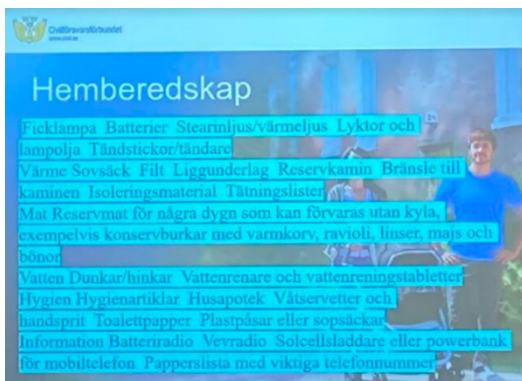 Civilförsvarsförbundet
www.civil.se
Hemberedskap
Ficklampa Batterier Stearinljus/värmeljus Lyktor och
lampolja Tändstickor/tändare
Värme Sovsäck Filt Liggunderlag Reservkamin Bränsle till
kaminen Isoleringsmaterial Tätningslister
Mat Reservmat för några dygn som kan förvaras utan kyla,
exempelvis konservburkar med varmkorv, ravioli, linser, majs och
bönor
Vatten Dunkar/hinkar Vattenrenare och vattenreningstabletter
Hygien Hygienartiklar Husapotek Våtservetter och
handsprit Toalettpapper Plastpåsar eller sopsäckar
Information Batteriradio Vevradio Solcellsladdare eller powerbank
för mobiltelefon Papperslista med viktiga telefonnummer